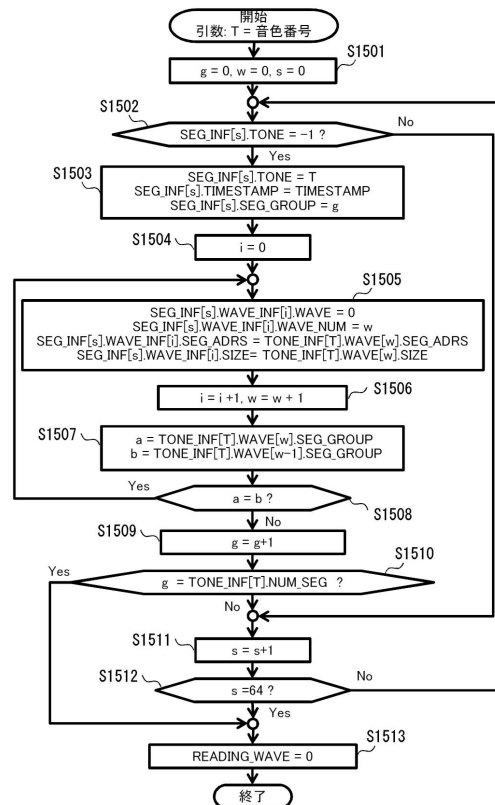 開始
引数: T = 音色番号
S1501
g = 0, w = 0, s = 0
S1502
No
SEG_INF[s].TONE = -1 ?
Yes
S1503
SEG_INF[s].TONE = T
SEG_INF[s].TIMESTAMP = TIMESTAMP
SEG_INF[s].SEG_GROUP = g
S1504
i = 0
S1505
SEG_INF[s].WAVE_INF[i].WAVE = 0
SEG_INF[s].WAVE_INF[i].WAVE_NUM = w
SEG_INF[s].WAVE_INF[i].SEG_ADRS = TONE_INF[T].WAVE[w].SEG_ADRS
SEG_INF[s].WAVE_INF[i].SIZE= TONE_INF[T].WAVE[w].SIZE
S1506
i = i +1, w = w + 1
S1507
a = TONE_INF[T].WAVE[w].SEG_GROUP
b = TONE_INF[T].WAVE[w-1].SEG_GROUP
Yes
a = b ?
S1508
No
S1509
g = g+1
S1510
Yes
g = TONE_INF[T].NUM_SEG ?
No
S1511
s = s+1
S1512
s =64 ?
No
Yes
S1513
READING_WAVE = 0
終了